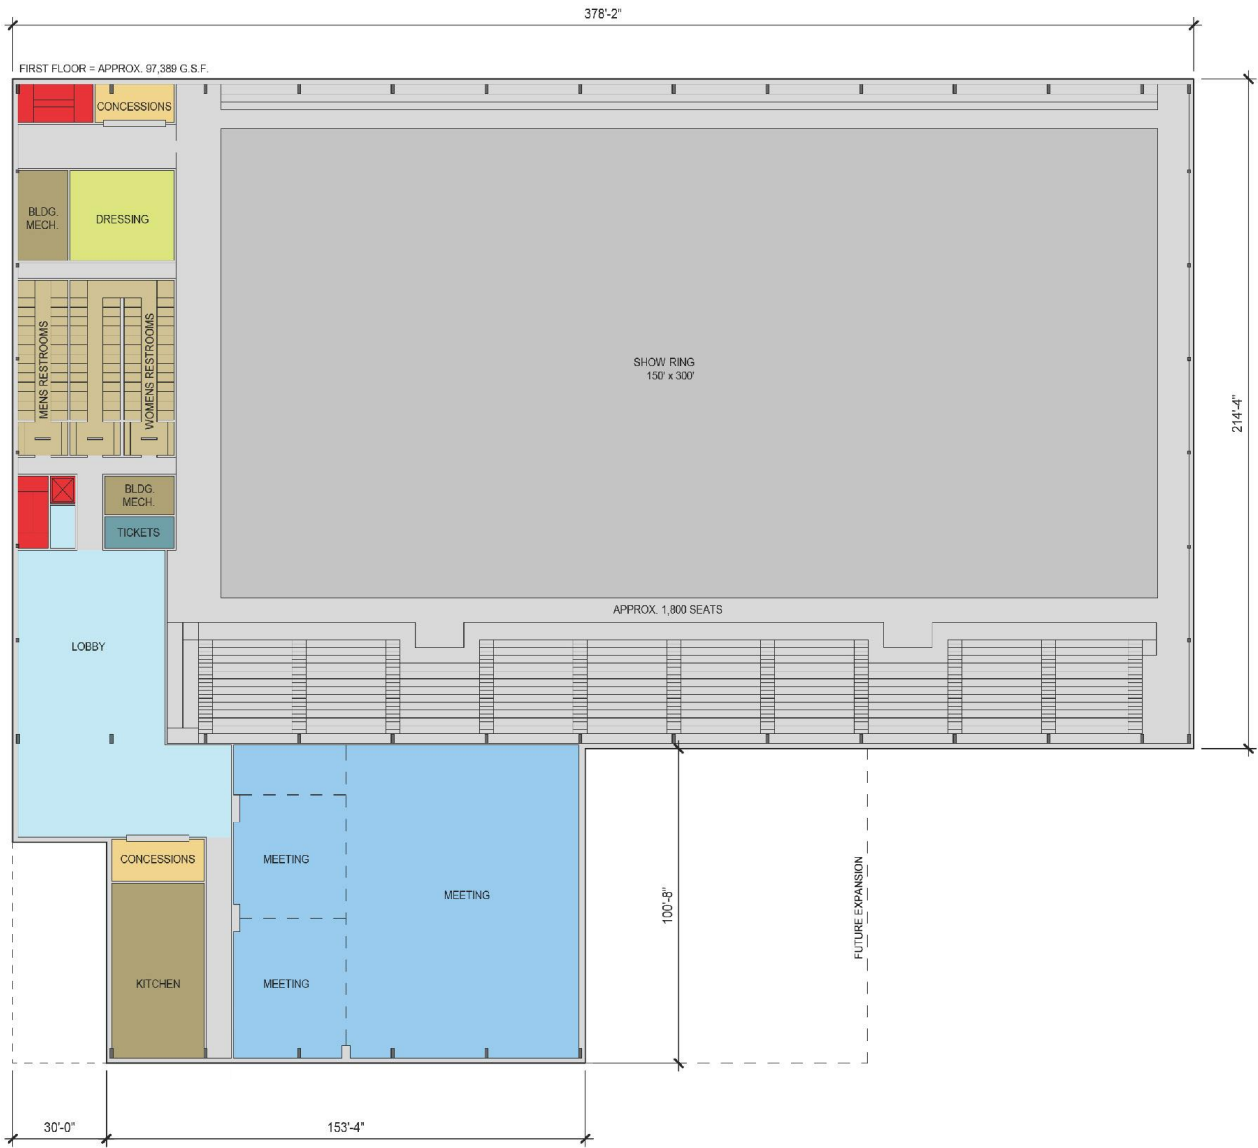 378'-2"
FIRST FLOOR = APPROX. 97,389 G.S.F.
CONCESSIONS
BLDG.
MECH.
DRESSING
MENS RESTROOMS
WOMENS RESTROOMS
SHOW RING
150' x 300'
214'-4"
BLDG.
MECH.
TICKETS
APPROX. 1,800 SEATS
LOBBY
CONCESSIONS
MEETING
MEETING
100'-8"
FUTURE EXPANSION
KITCHEN
MEETING
30'-0"
153'-4"